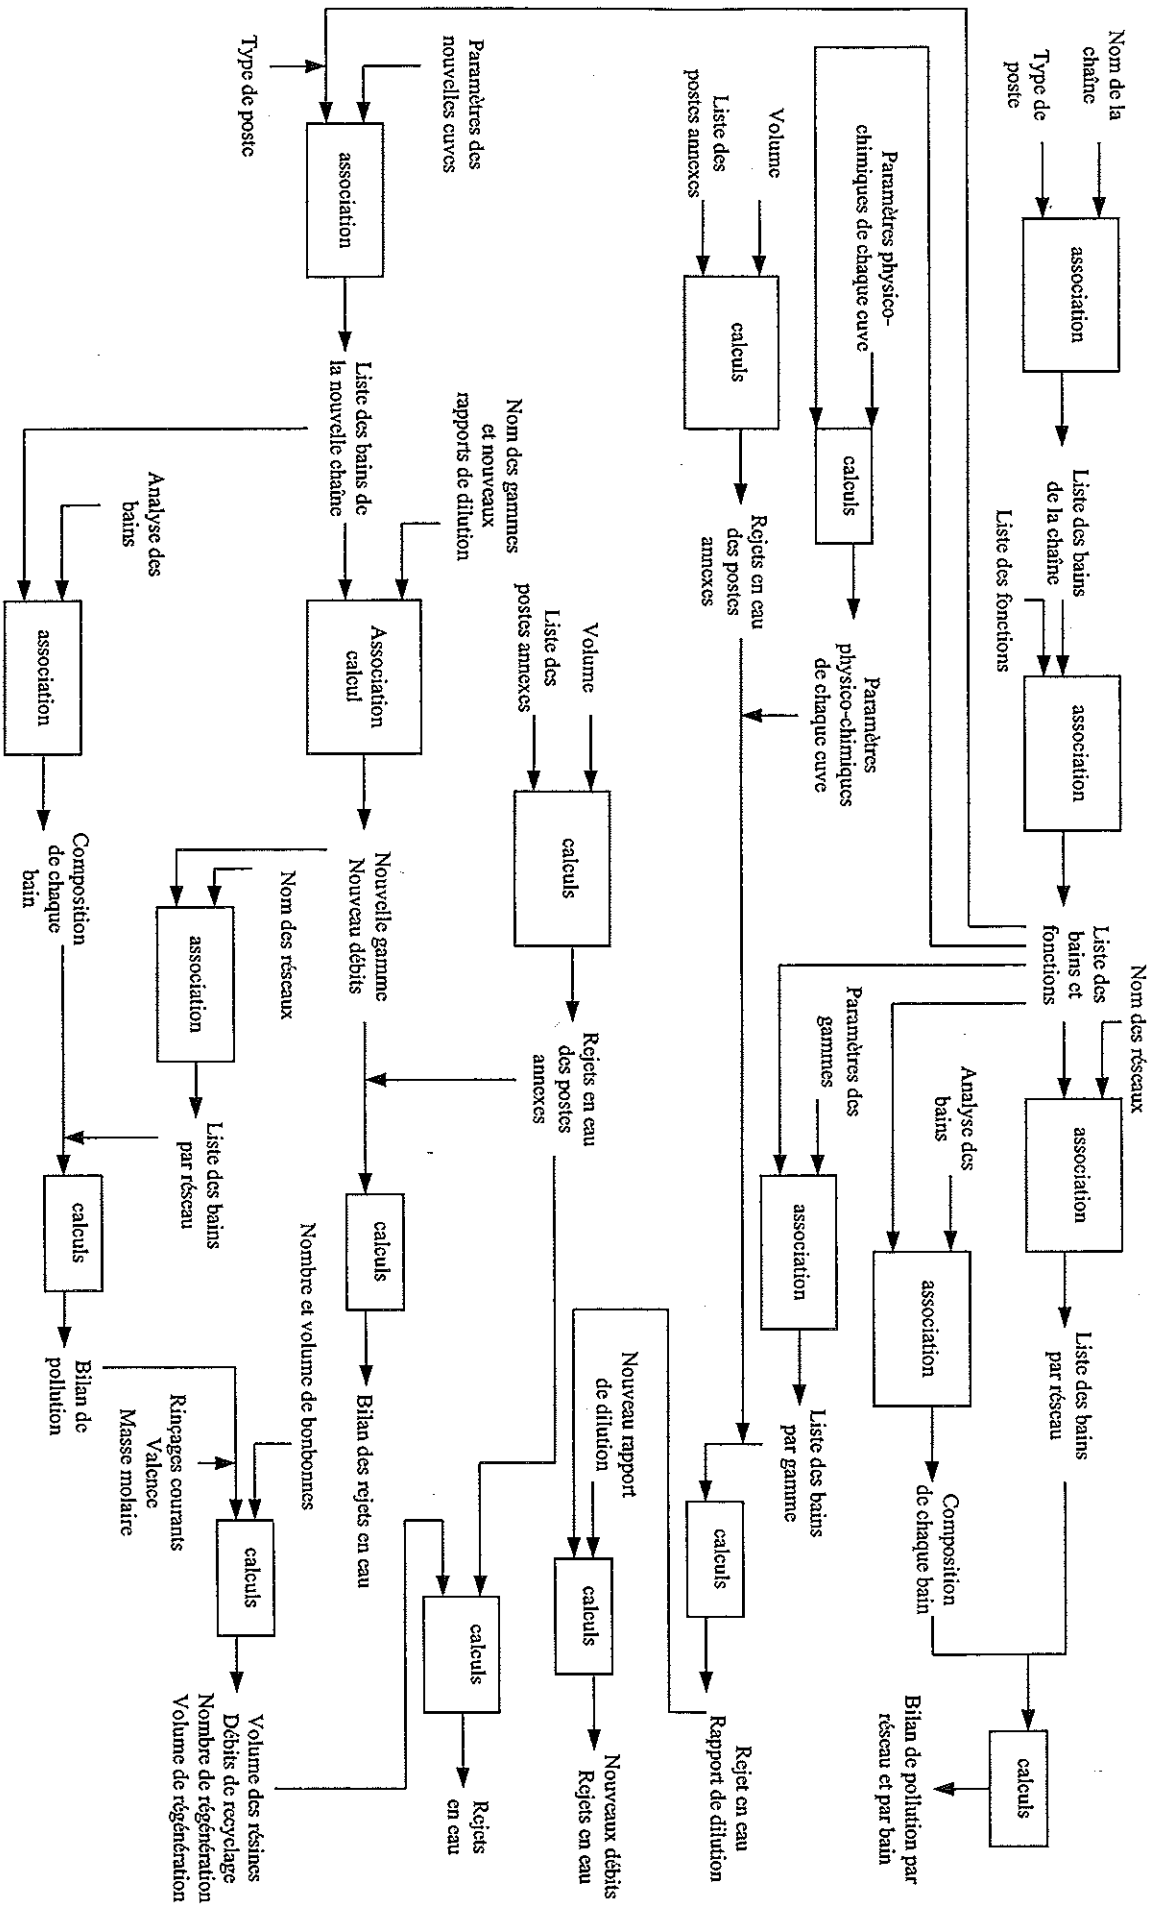 Nom de la
chaîne
Type de
poste
association
Liste des bains
de la chaîne
Liste des fonctions
association
Liste des
bains et
fonctions
Nom des réseaux
association
Liste des bains
par réseau
Analyse des
bains
association
Composition
de chaque bain
calculs
Bilan de pollution par
réseau et par bain
Paramètres physico-
chimiques de chaque cuve
calculs
Paramètres
physico-chimiques
de chaque cuve
Paramètres des
gammes
association
Liste des bains
par gamme
Volume
Liste des
postes annexes
calculs
Rejets en eau
des postes
annexes
calculs
Rejet en eau
Rapport de dilution
Nouveau rapport
de dilution
calculs
Nouveaux débits
Rejets en eau
Volume
Liste des
postes annexes
calculs
Rejets en eau
des postes
annexes
calculs
Rejets
en eau
Paramètres des
nouvelles cuves
Type de poste
association
Liste des bains de
la nouvelle chaîne
Nom des gammes
et nouveaux
rapports de dilution
Association
calcul
Nouvelle gamme
Nouveau débits
calculs
Bilan des rejets en eau
Nom des réseaux
association
Liste des bains
par réseau
Nombre et volume de bonbonnes
Rinçages courants
Valence
Masse molaire
calculs
Volume des résines
Débits de recyclage
Nombre de régénération
Volume de régénération
Analyse des
bains
association
Composition
de chaque
bain
calculs
Bilan de
pollution